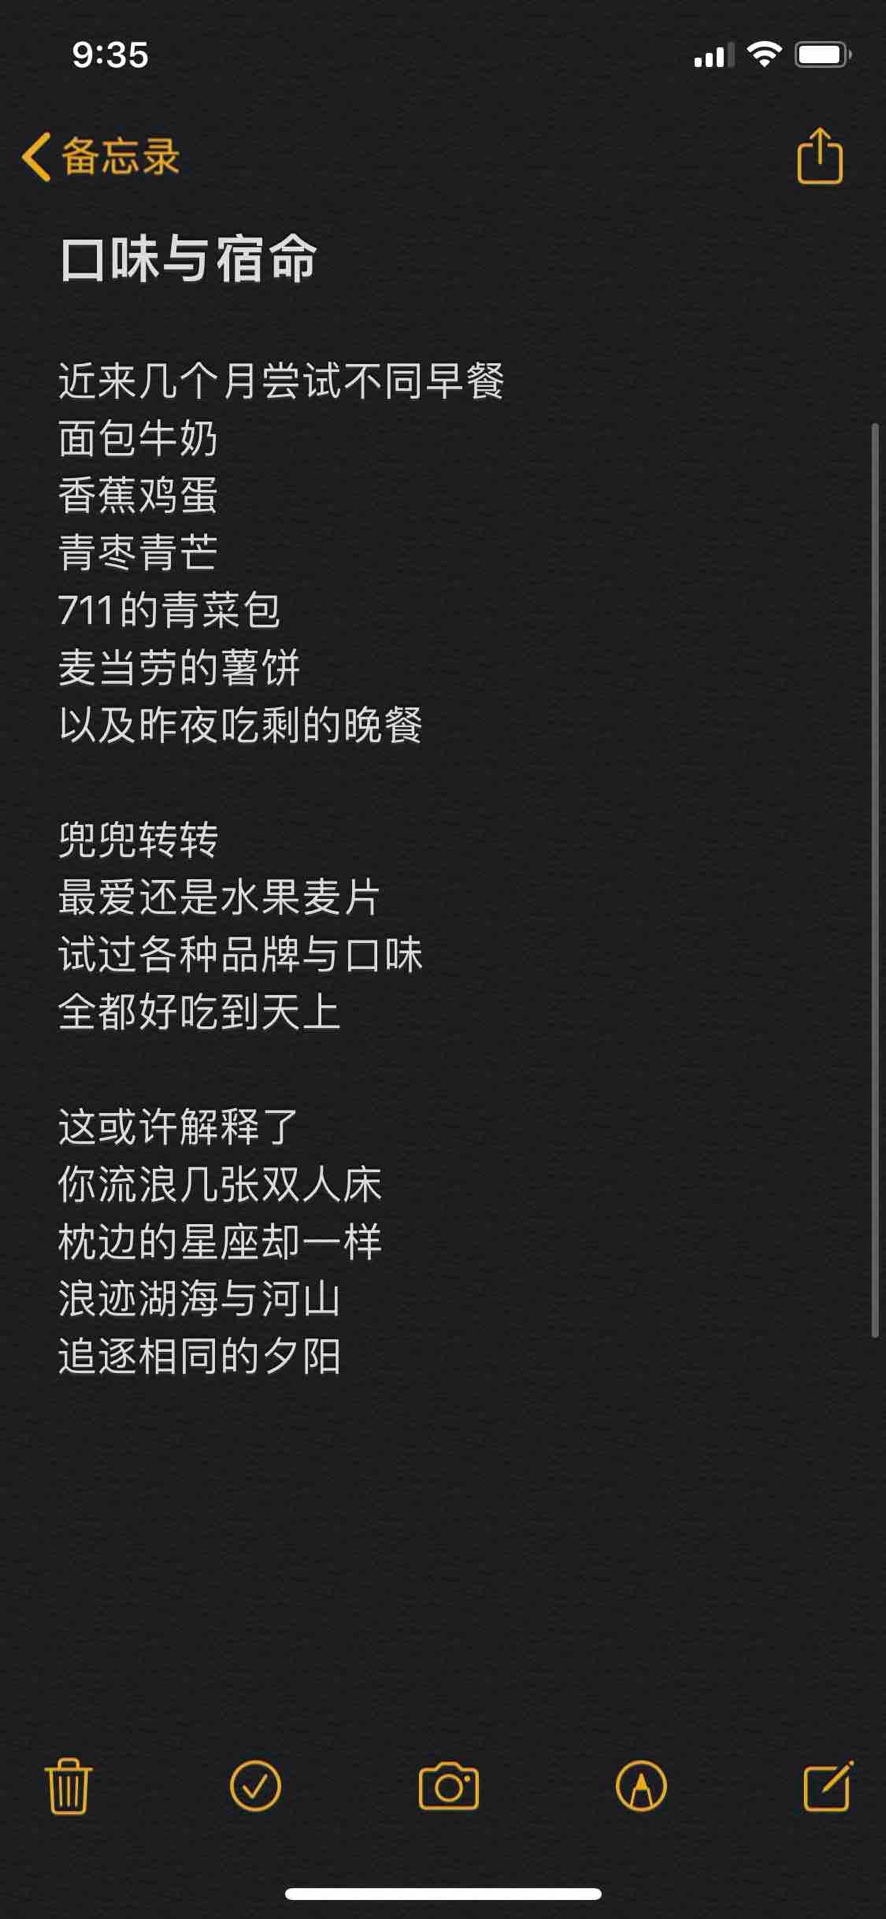 9:35
备忘录
口味与宿命
近来几个月尝试不同早餐
面包牛奶
香蕉鸡蛋
青枣青芒
711的青菜包
麦当劳的薯饼
以及昨夜吃剩的晚餐
兜兜转转
最爱还是水果麦片
试过各种品牌与口味
全都好吃到天上
这或许解释了
你流浪几张双人床
枕边的星座却一样
浪迹湖海与河山
追逐相同的夕阳